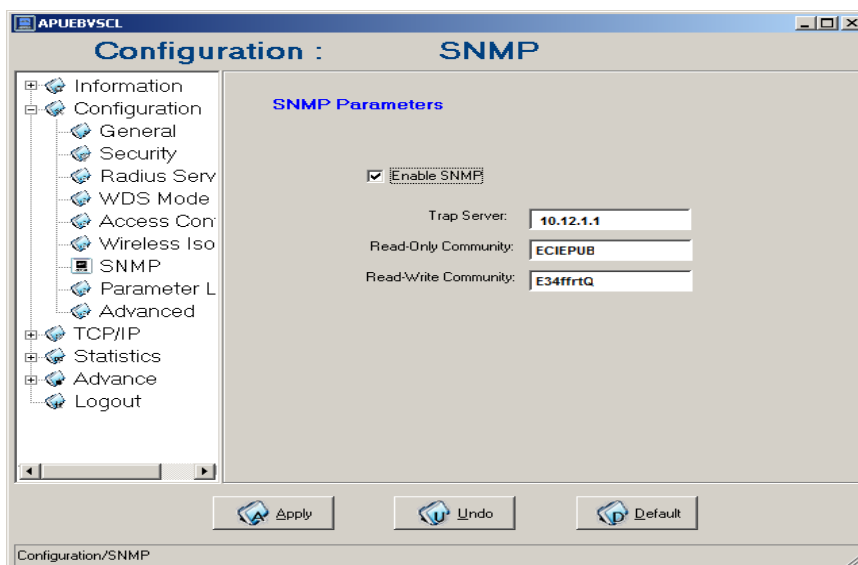 APUEBVSCL
Configuration : SNMP
Information
Configuration
General
Security
Radius Serv
WDS Mode
Access Con
Wireless Iso
SNMP
Parameter L
Advanced
TCP/IP
Statistics
Advance
Logout
SNMP Parameters
Enable SNMP
Trap Server: 10.12.1.1
Read-Only Community: ECIEPUB
Read-Write Community: E34ffrtQ
Apply Undo Default
Configuration/SNMP